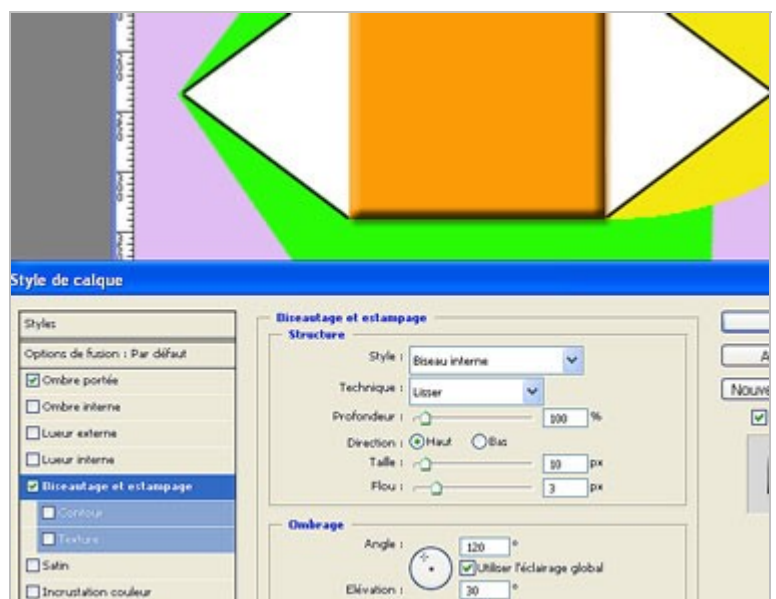 Style de calque
Styles
Options de fusion : Par défaut
Ombre portée
Ombre interne
Lueur externe
Lueur interne
Biseautage et estampage
Contour
Texture
Satin
Incrustation couleur
Biseautage et estampage
Structure
Style : Biseau interne
Technique : Lisser
Profondeur : 100 %
Direction : Haut Bas
Taille : 10 px
Flou : 3 px
Ombrage
Angle : 120 °
Utiliser l'éclairage global
Elévation : 30 °
A
Nouve